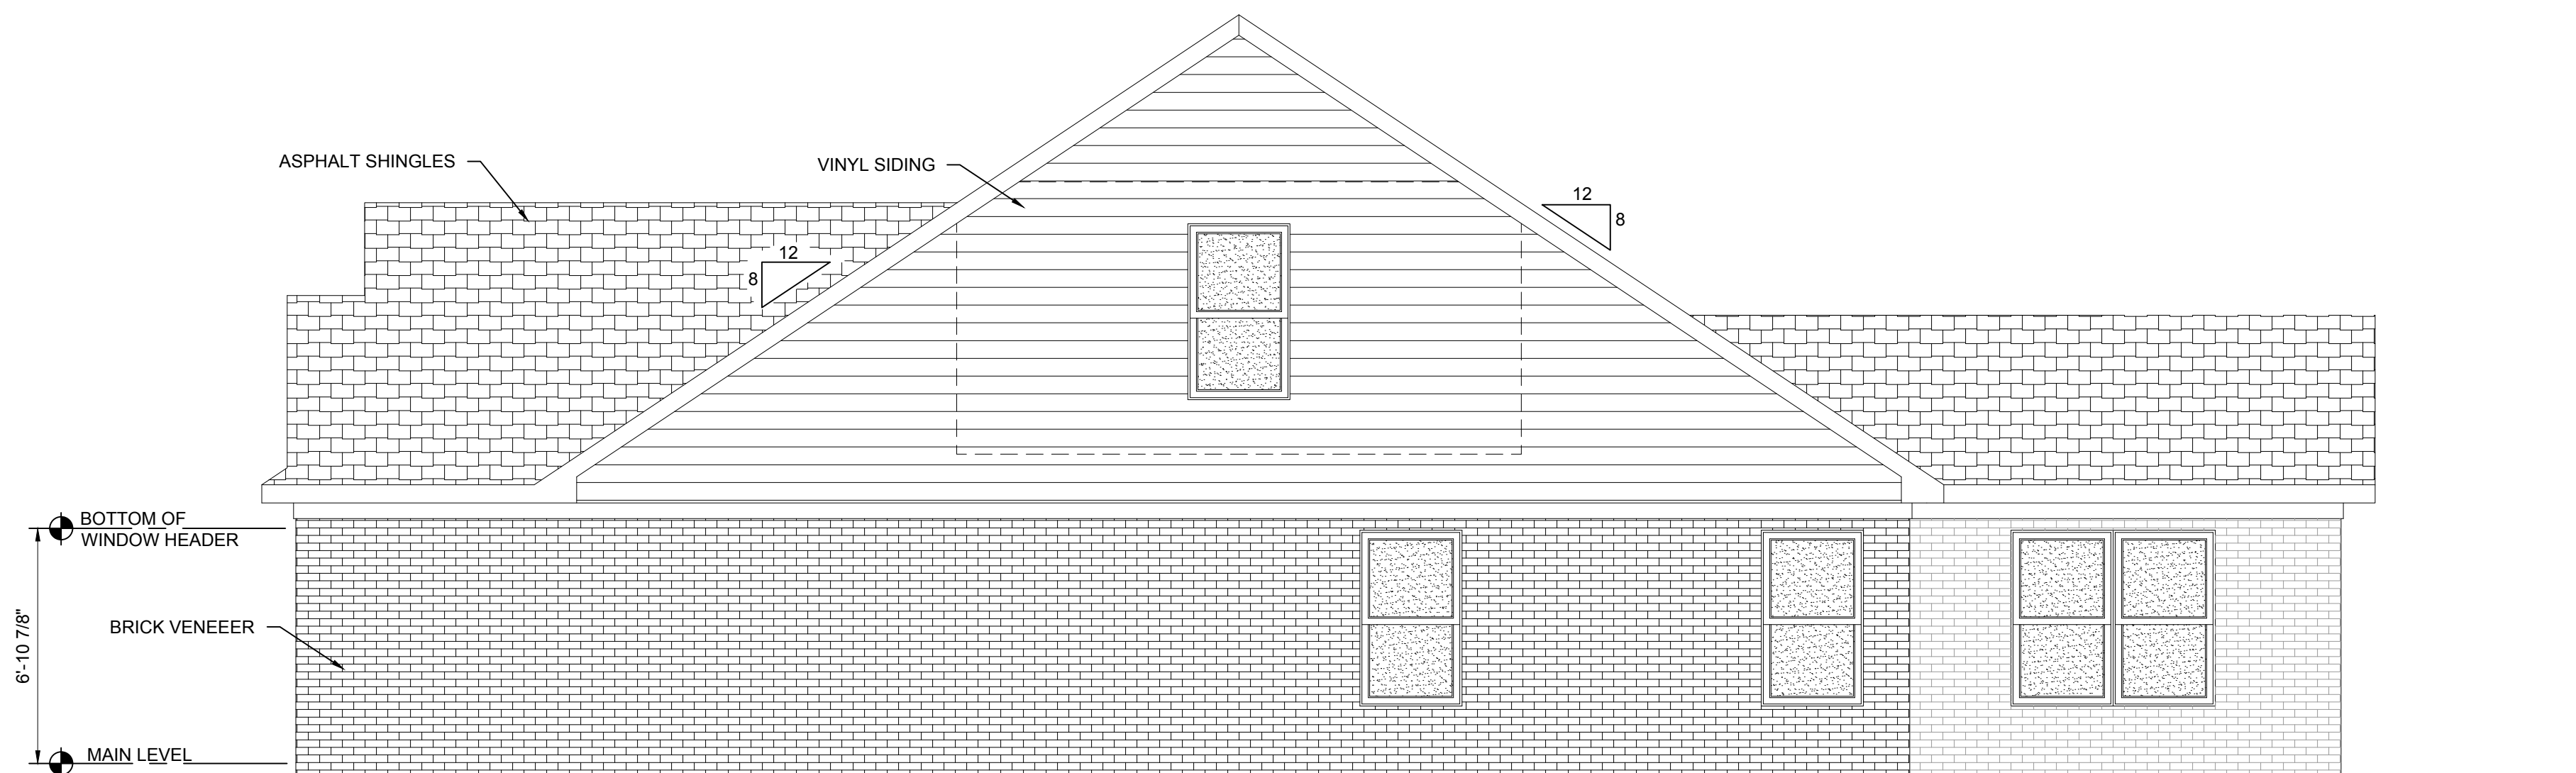 ASPHALT SHINGLES
VINYL SIDING
12
8
12
8
BOTTOM OF
WINDOW HEADER
BRICK VENEEER
6'-10 7/8"
MAIN LEVEL